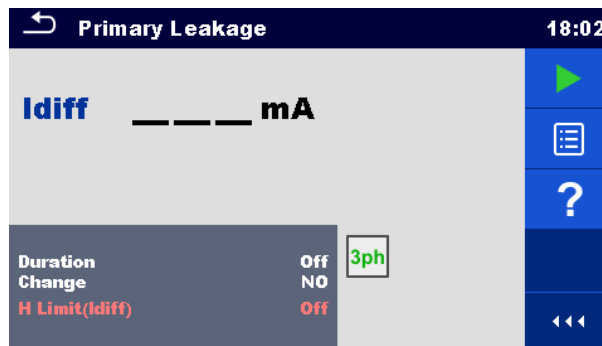 Primary Leakage 18:02
Idiff _ _ _ mA
?
Duration Off
Change NO
H Limit(Idiff) Off
3ph